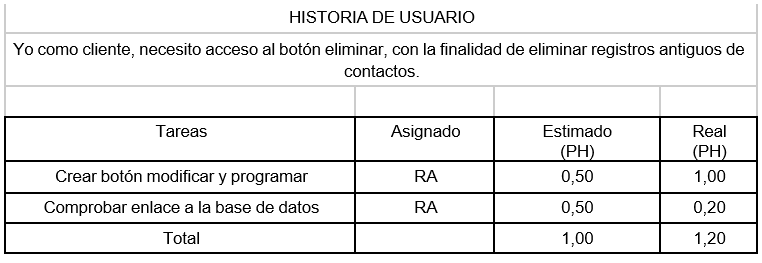 HISTORIA DE USUARIO
Yo como cliente, necesito acceso al botón eliminar, con la finalidad de eliminar registros antiguos de
contactos.
Tareas Asignado Estimado (PH) Real (PH)
Crear botón modificar y programar RA 0,50 1,00
Comprobar enlace a la base de datos RA 0,50 0,20
Total 1,00 1,20